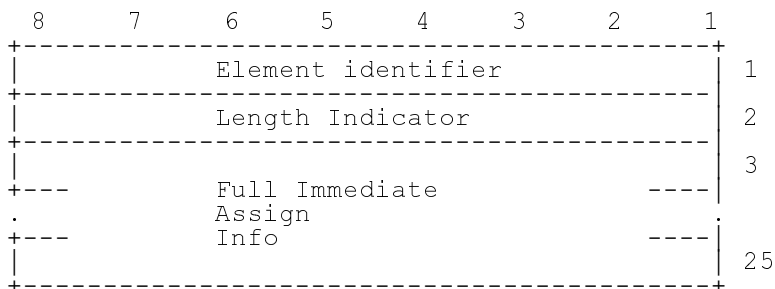 8 7 6 5 4 3 2 1
Element identifier 1
Length Indicator 2
3
Full Immediate
Assign
Info
25